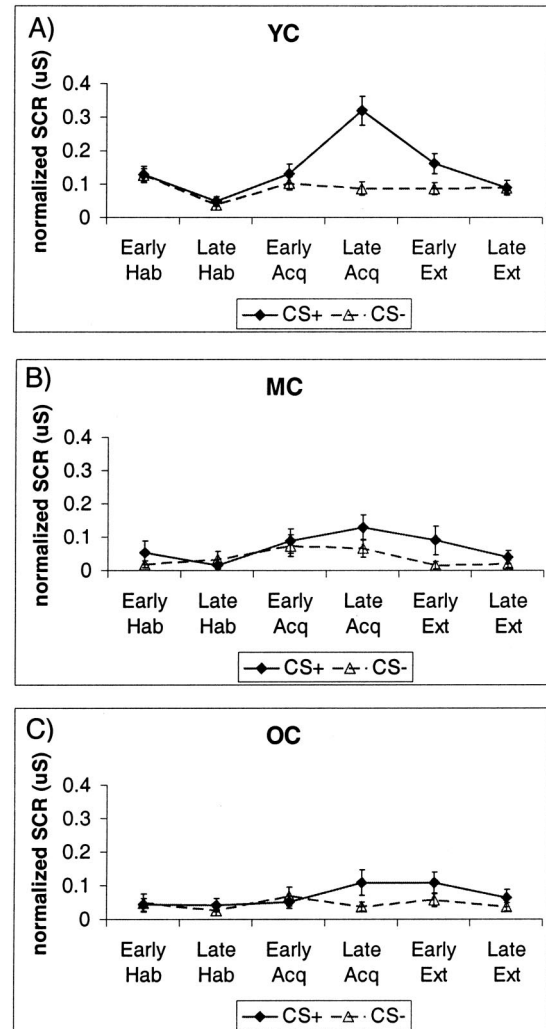 A)
YC
normalized SCR (uS)
0.4
0.3
0.2
0.1
0
Early Hab
Late Hab
Early Acq
Late Acq
Early Ext
Late Ext
CS+ CS-
B)
MC
normalized SCR (uS)
0.4
0.3
0.2
0.1
0
Early Hab
Late Hab
Early Acq
Late Acq
Early Ext
Late Ext
CS+ CS-
C)
OC
normalized SCR (uS)
0.4
0.3
0.2
0.1
0
Early Hab
Late Hab
Early Acq
Late Acq
Early Ext
Late Ext
CS+ CS-